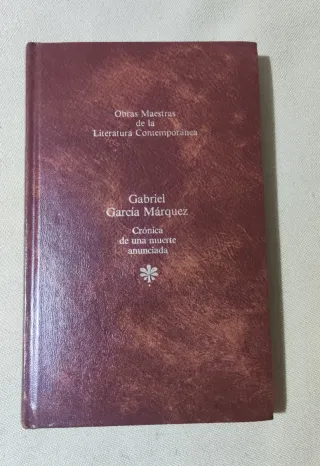 Obras Maestras
de la
Literatura Contemporánea
Gabriel
García Márquez
Crónica
de una muerte
anunciada